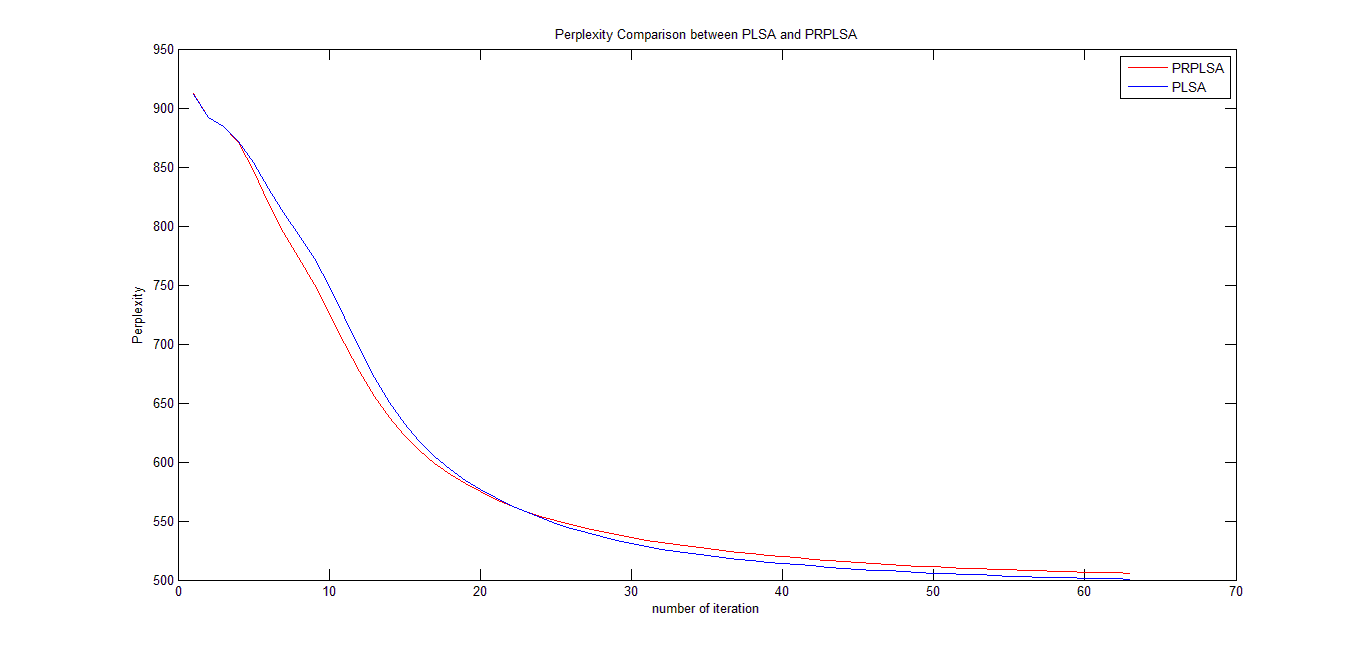 Perplexity Comparison between PLSA and PRPLSA
950
900
850
800
750
700
650
600
550
500
Perplexity
PRPLSA
PLSA
0 10 20 30 40 50 60 70
number of iteration